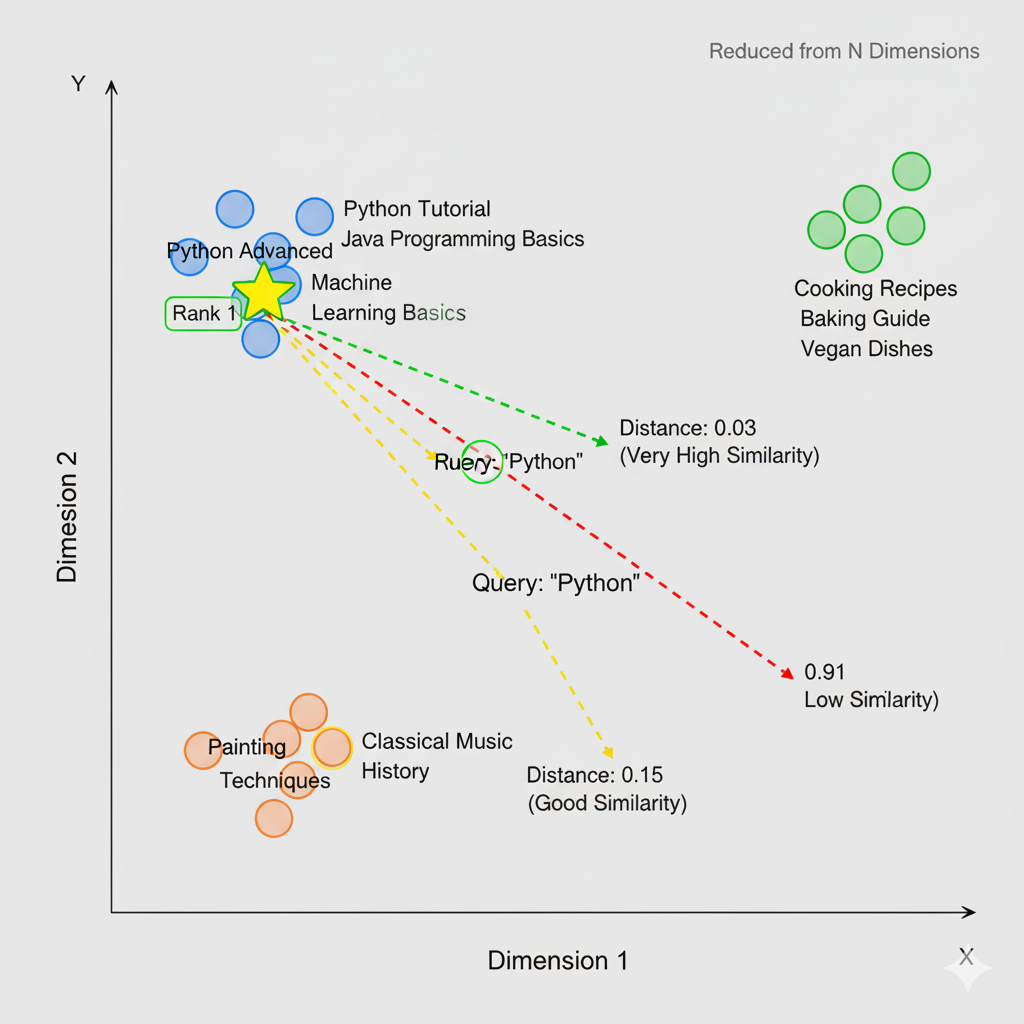 Reduced from N Dimensions
Y
Python Tutorial
Java Programming Basics
Python Advanced
Machine
Learning Basics
Rank 1
Cooking Recipes
Baking Guide
Vegan Dishes
Distance: 0.03
(Very High Similarity)
"Python"
Dimesion 2
Query: "Python"
0.91
Low Similarity)
Painting
Techniques
Classical Music
History
Distance: 0.15
(Good Similarity)
Dimension 1
X